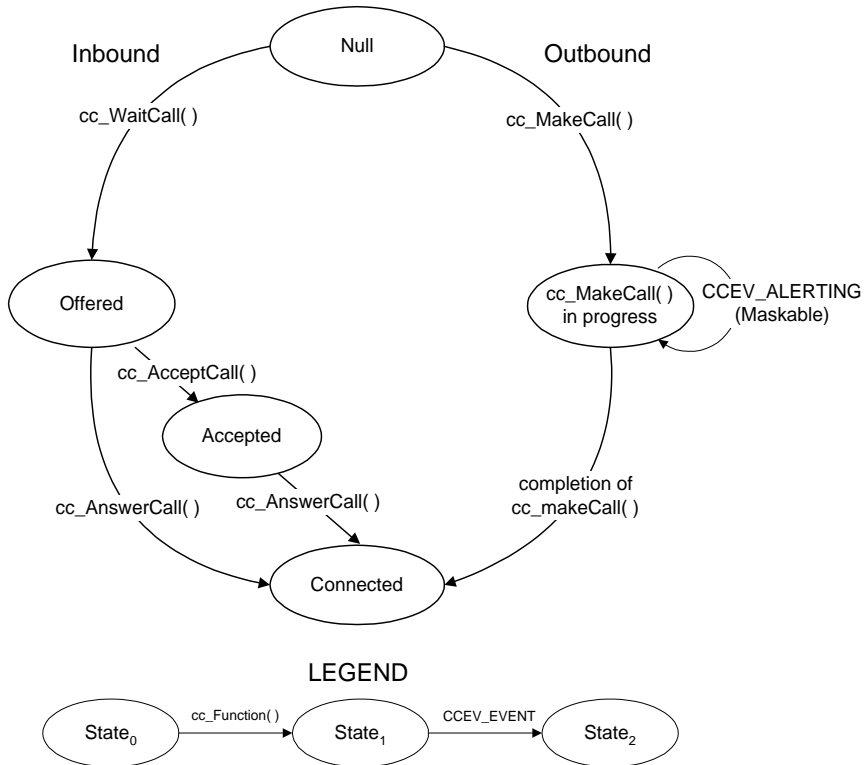 Null
Inbound
Outbound
cc_WaitCall( )
cc_MakeCall( )
Offered
cc_MakeCall( )
in progress
CCEV_ALERTING
(Maskable)
cc_AcceptCall( )
Accepted
cc_AnswerCall( )
cc_AnswerCall( )
completion of
cc_makeCall( )
Connected
LEGEND
State0
cc_Function( )
State1
CCEV_EVENT
State2